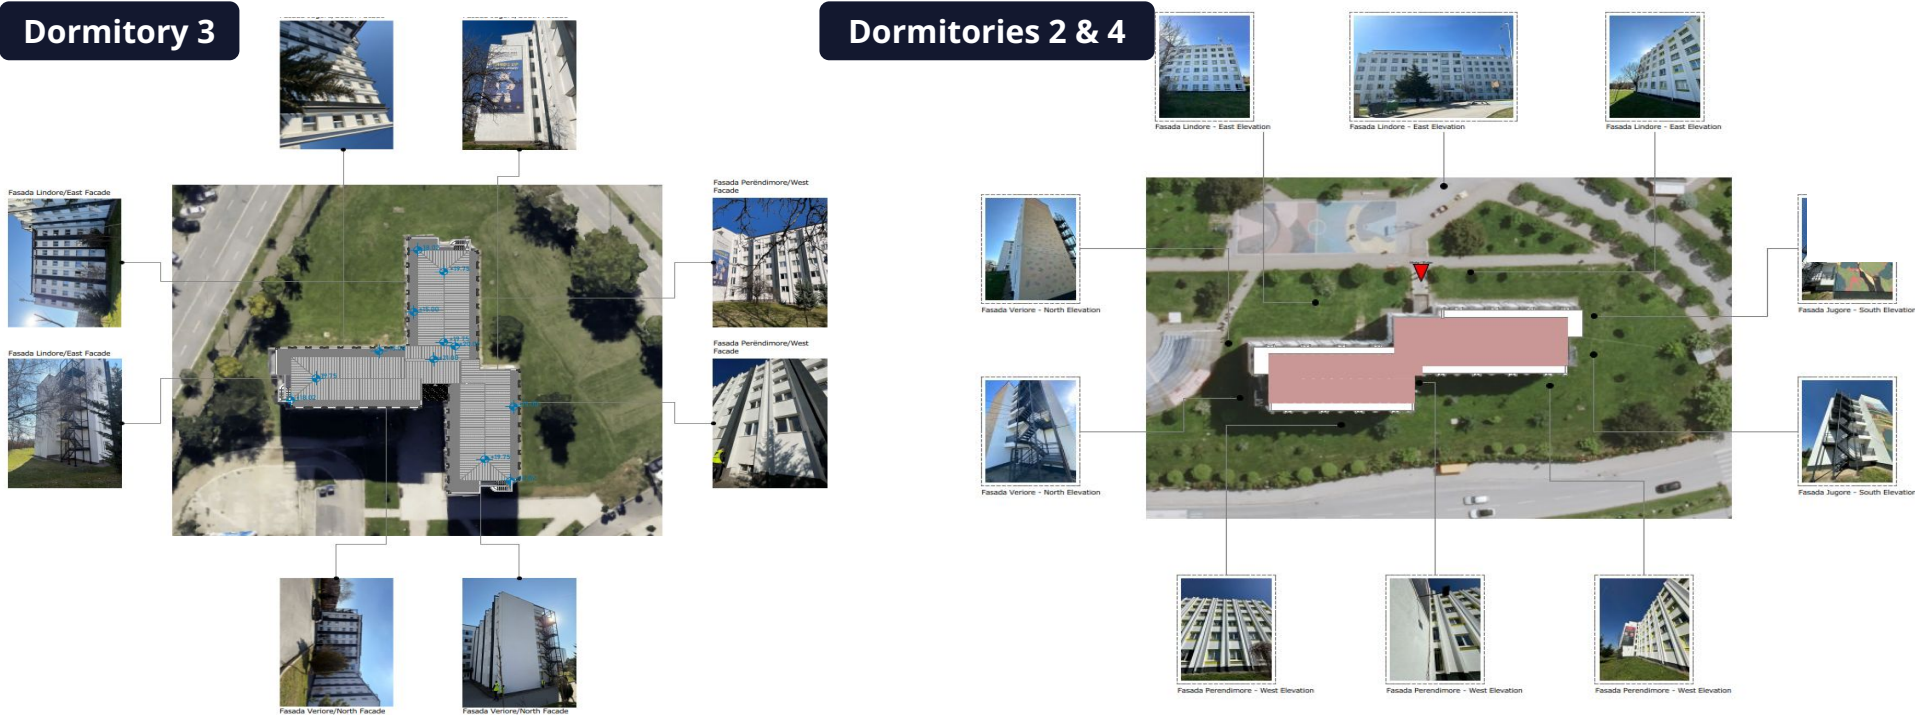 Dormitory 3
Dormitories 2 & 4
Fasada Lindore - East Elevation
Fasada Lindore - East Elevation
Fasada Lindore - East Elevation
Fasada Lindore/East Facade
Fasada Perëndimore/West
Facade
Fasada Veriore - North Elevation
Fasada Jugore - South Elevation
Fasada Lindore/East Facade
Fasada Perëndimore/West
Facade
Fasada Veriore - North Elevation
Fasada Jugore - South Elevation
Fasada Veriore/North Facade
Fasada Veriore/North Facade
Fasada Perendimore - West Elevation
Fasada Perendimore - West Elevation
Fasada Perendimore - West Elevation